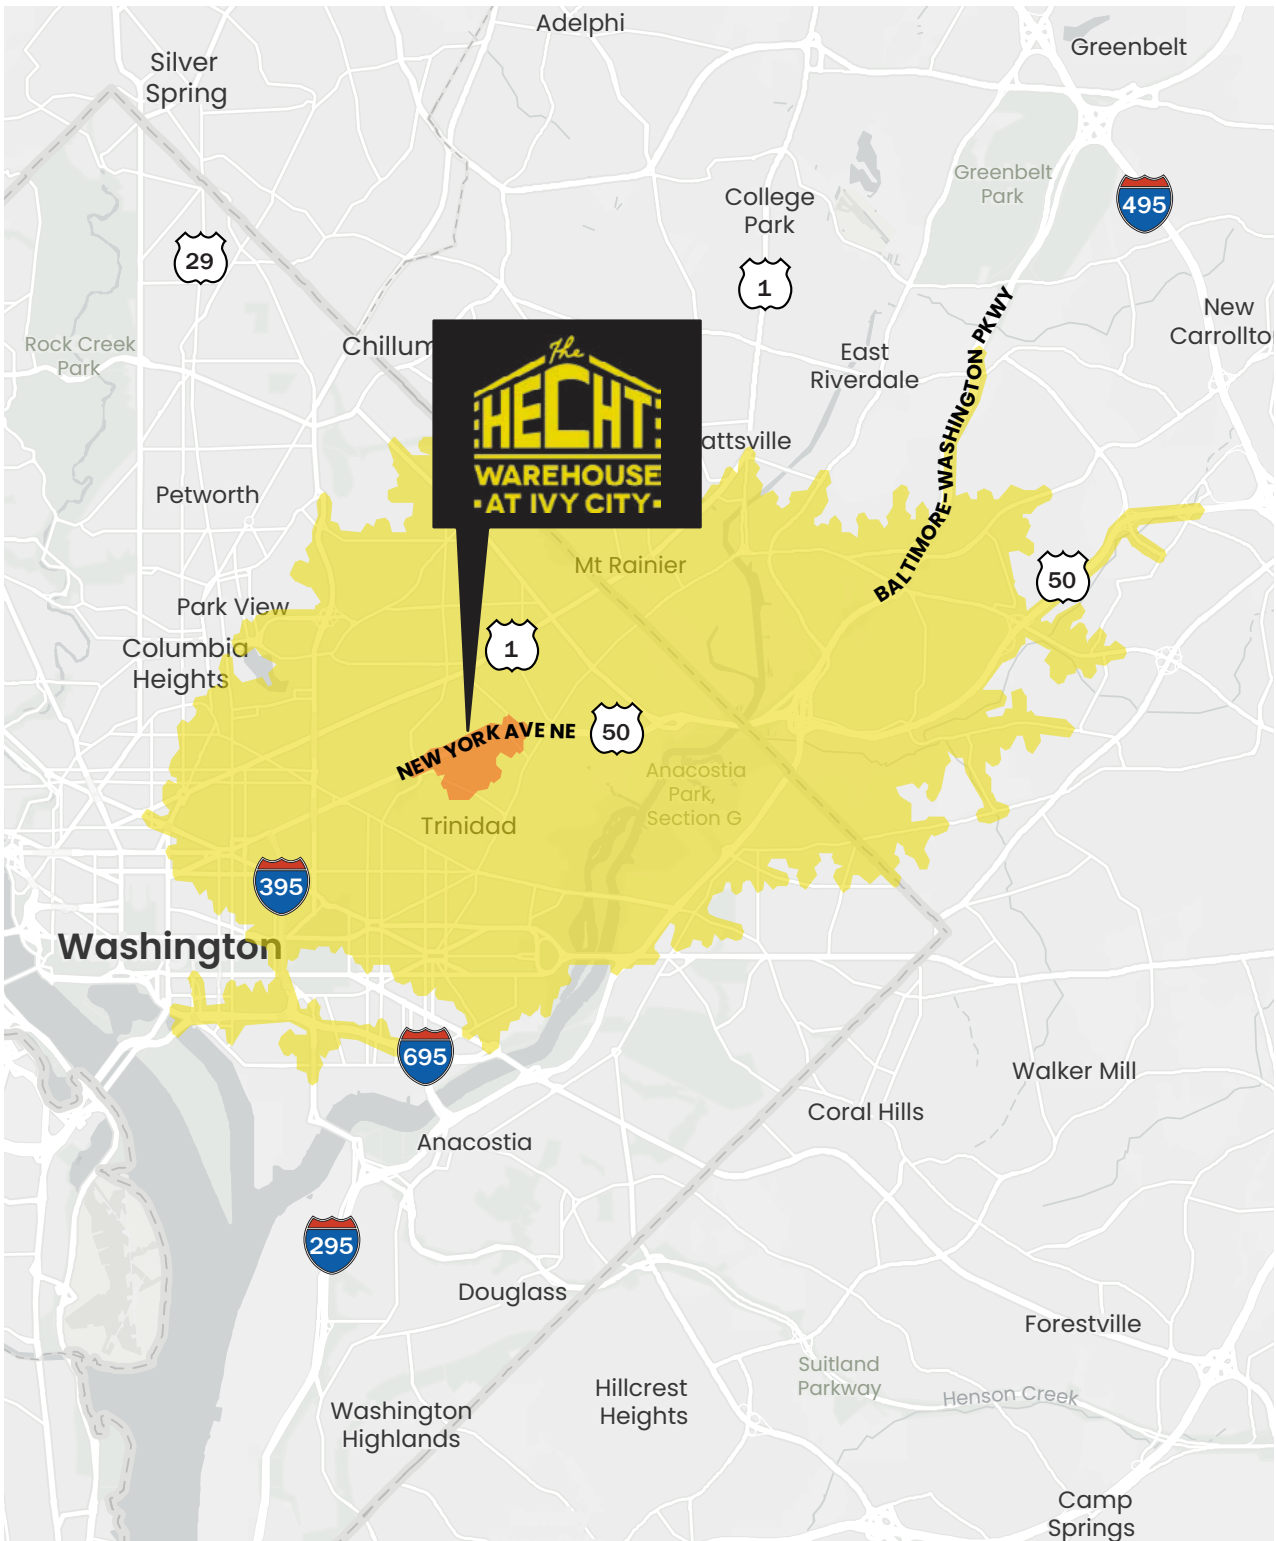 Adelphi
Greenbelt
Silver
Spring
Greenbelt
Park
College
Park
495
29
1
New
Carrollto
BALTIMORE-WASHINGTON PKWY
Rock Creek
Park
Chillum
East
Riverdale
The
HECHT
WAREHOUSE
AT IVY CITY
attsville
Petworth
Mt Rainier
50
Park View
Columbia
Heights
1
NEW YORK AVE NE
50
Anacostia
Park,
Section G
Trinidad
395
Washington
695
Walker Mill
Coral Hills
Anacostia
295
Douglass
Forestville
Suitland
Parkway
Hillcrest
Heights
Henson Creek
Washington
Highlands
Camp
Springs